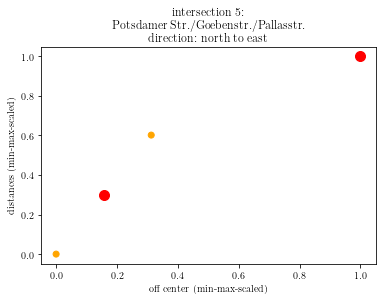 intersection 5:
Potsdamer Str./Goebenstr./Pallasstr.
direction: north to east
distances (min-max-scaled)
1.0
0.8
0.6
0.4
0.2
0.0
0.0 0.2 0.4 0.6 0.8 1.0
off center (min-max-scaled)